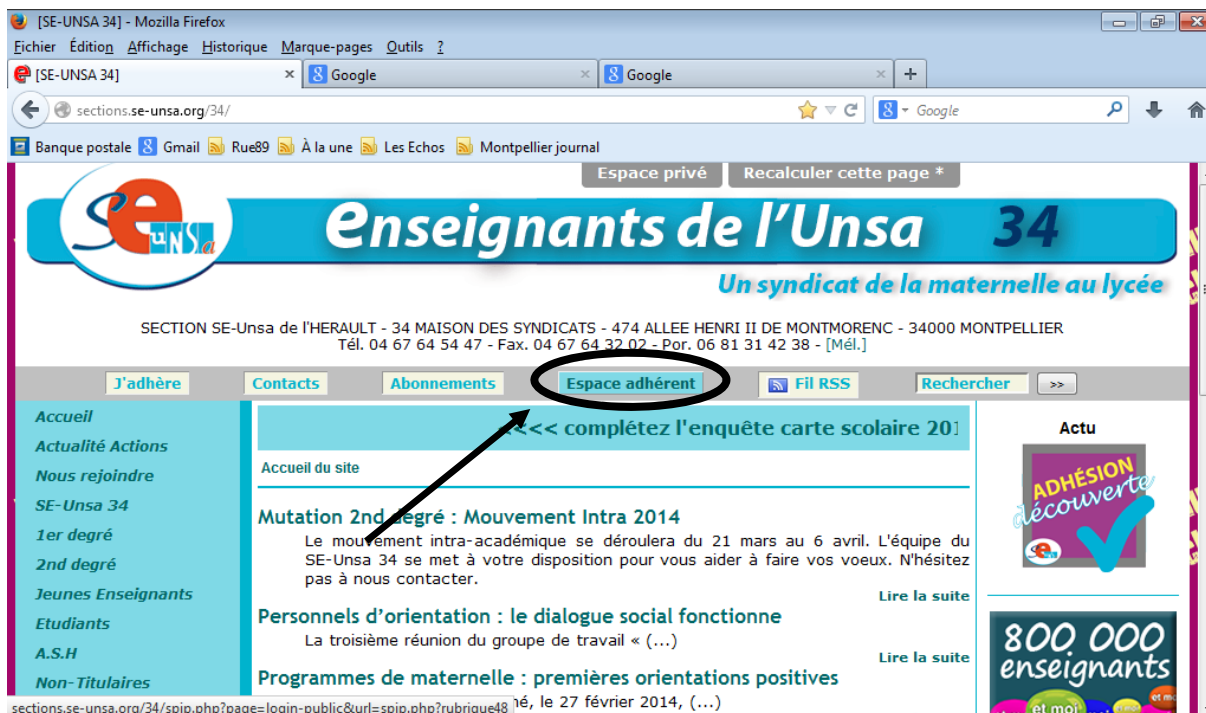 [SE-UNSA 34] - Mozilla Firefox
Fichier Édition Affichage Historique Marque-pages Outils ?
[SE-UNSA 34] Google Google
sections.se-unsa.org/34/ Google
Banque postale Gmail Rue89 À la une Les Echos Montpellier journal
Espace privé Recalculer cette page *
SE UNSa
enseignants de l'Unsa 34
Un syndicat de la maternelle au lycée
SECTION SE-Unsa de l'HERAULT - 34 MAISON DES SYNDICATS - 474 ALLEE HENRI II DE MONTMORENC - 34000 MONTPELLIER
Tél. 04 67 64 54 47 - Fax. 04 67 64 32 02 - Por. 06 81 31 42 38 - [Mél.]
J'adhère Contacts Abonnements Espace adhérent Fil RSS Rechercher >>
Accueil
Actualité Actions
Nous rejoindre
SE-Unsa 34
1er degré
2nd degré
Jeunes Enseignants
Etudiants
A.S.H
Non-Titulaires
<<<< complétez l'enquête carte scolaire 201
Accueil du site
Mutation 2nd degré : Mouvement Intra 2014
Le mouvement intra-académique se déroulera du 21 mars au 6 avril. L'équipe du
SE-Unsa 34 se met à votre disposition pour vous aider à faire vos voeux. N'hésitez
pas à nous contacter.
Lire la suite
Personnels d'orientation : le dialogue social fonctionne
La troisième réunion du groupe de travail « (...)
Lire la suite
Programmes de maternelle : premières orientations positives
né, le 27 février 2014, (...)
Actu
ADHÉSION
découverte
800 000
enseignants
et moi
sections.se-unsa.org/34/spip.php?page=login-public&url=spip.php?rubrique48